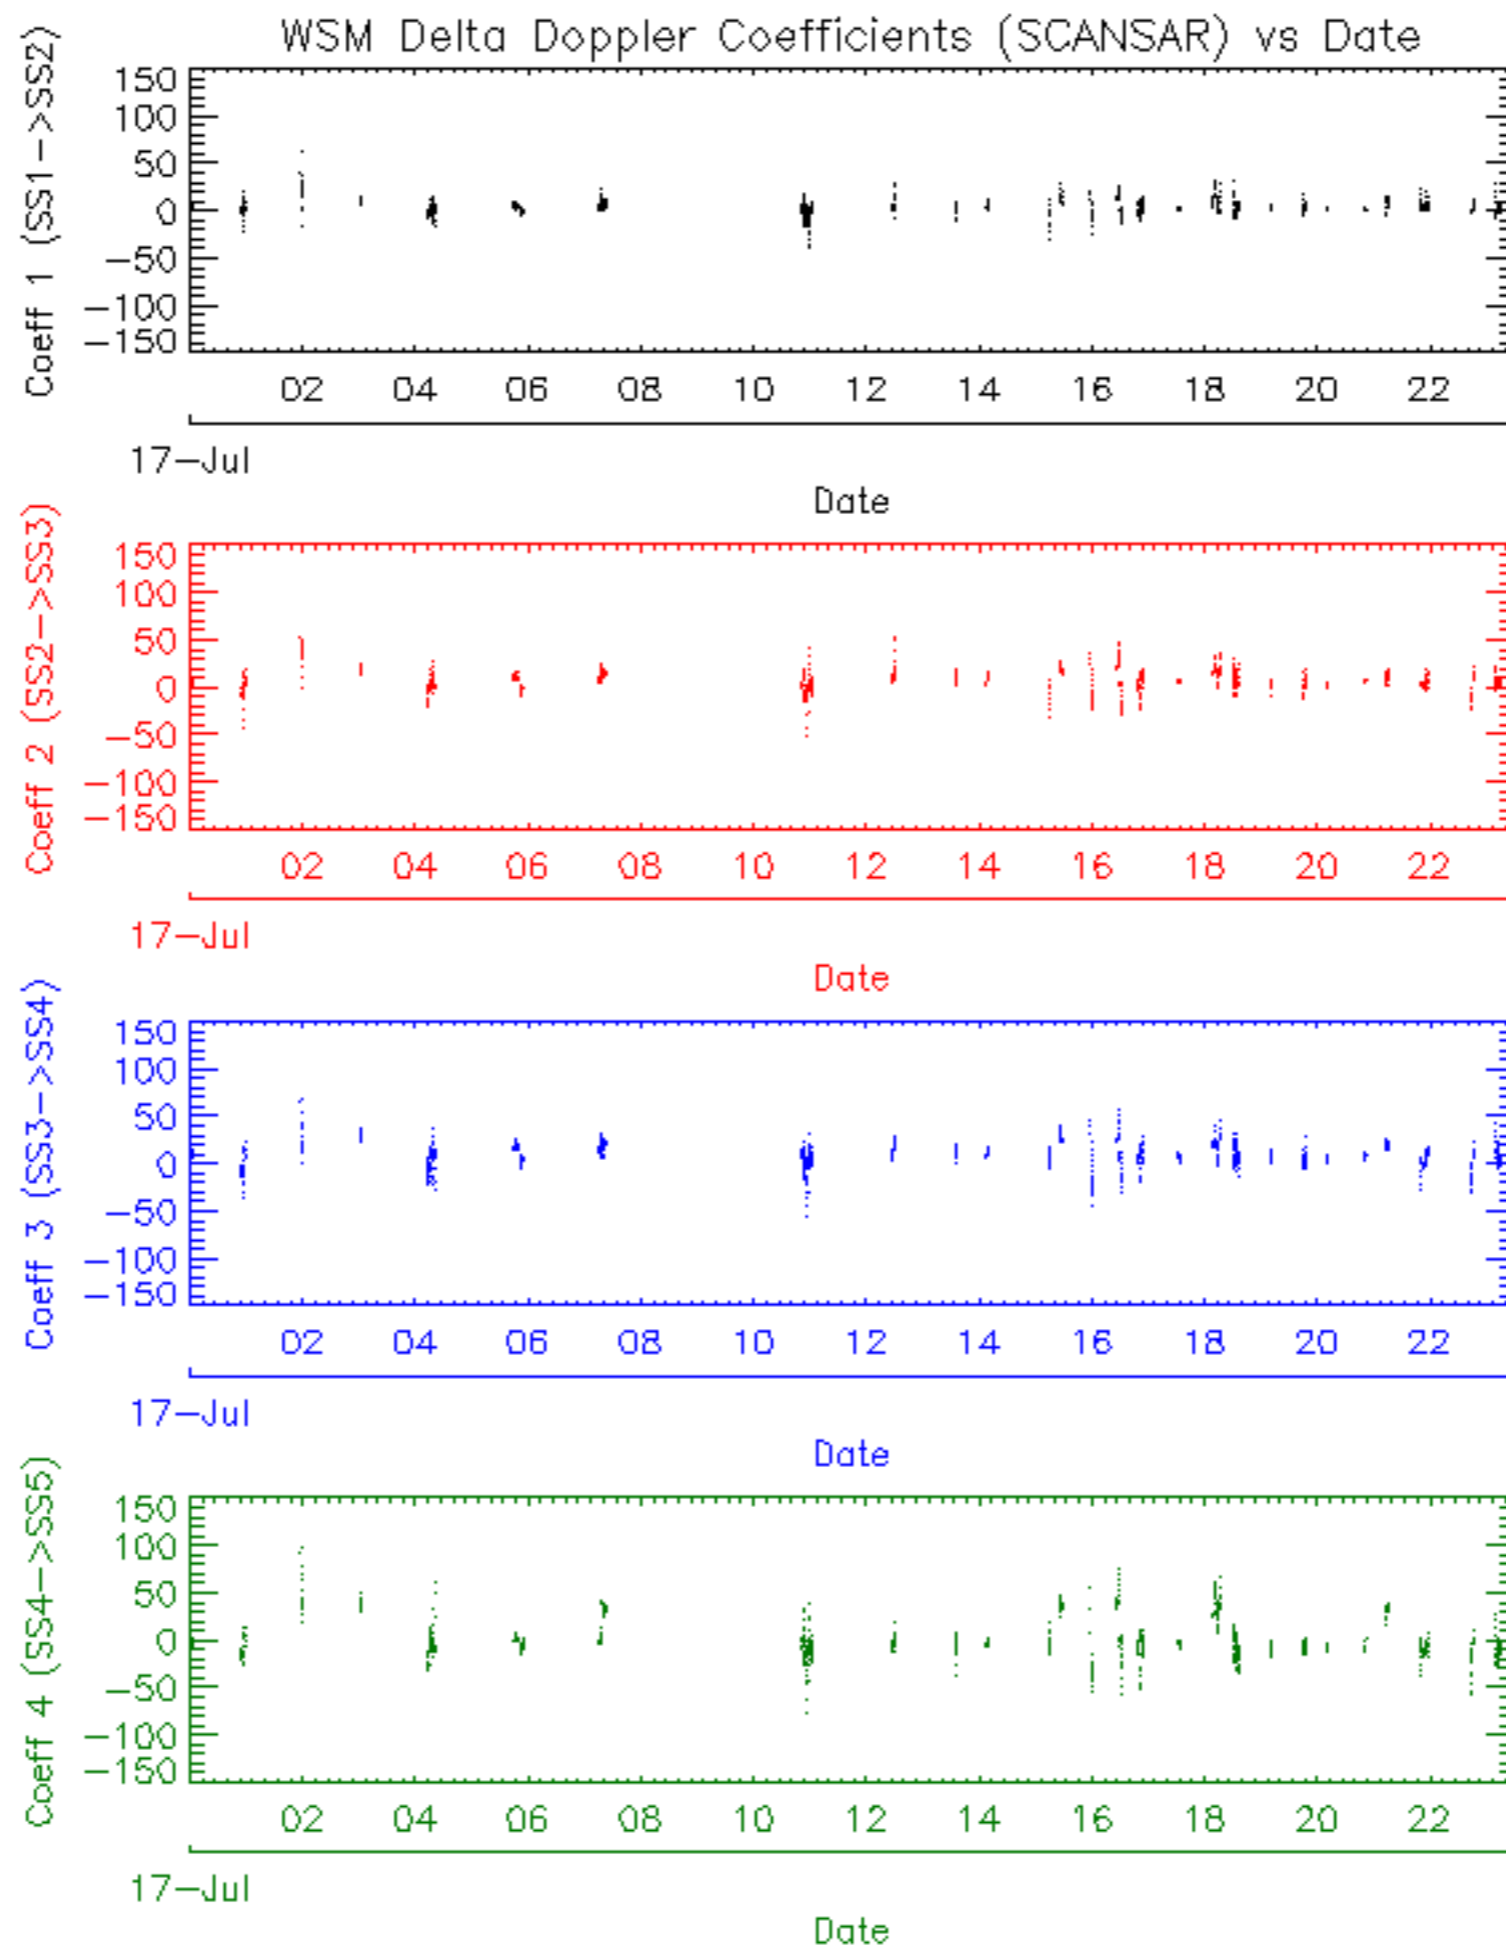 WSM Delta Doppler Coefficients (SCANSAR) vs Date
Coeff 1 (SS1->SS2)
150
100
50
0
-50
-100
-150
02 04 06 08 10 12 14 16 18 20 22
17-Jul
Date
Coeff 2 (SS2->SS3)
150
100
50
0
-50
-100
-150
02 04 06 08 10 12 14 16 18 20 22
17-Jul
Date
Coeff 3 (SS3->SS4)
150
100
50
0
-50
-100
-150
02 04 06 08 10 12 14 16 18 20 22
17-Jul
Date
Coeff 4 (SS4->SS5)
150
100
50
0
-50
-100
-150
02 04 06 08 10 12 14 16 18 20 22
17-Jul
Date